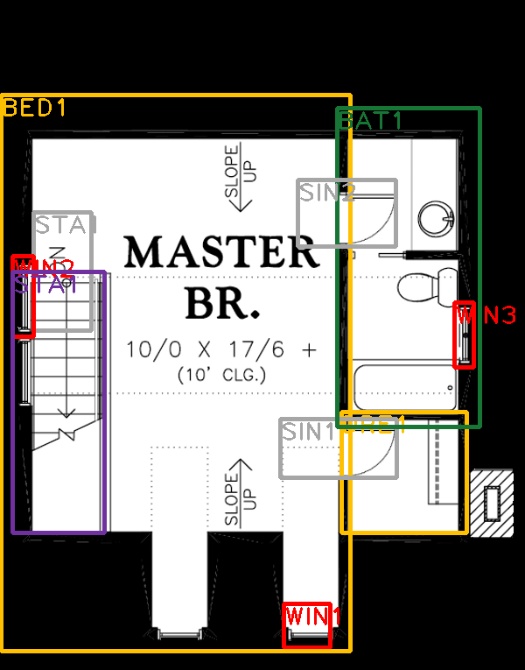 BED1
BAT1
SLOPE
UP
SIN2
STA1
DN
MASTER
BR.
WIN2
STA1
WIN3
10/0 X 17/6 +
(10' CLG.)
SIN1
WRE1
SLOPE
UP
WIN1